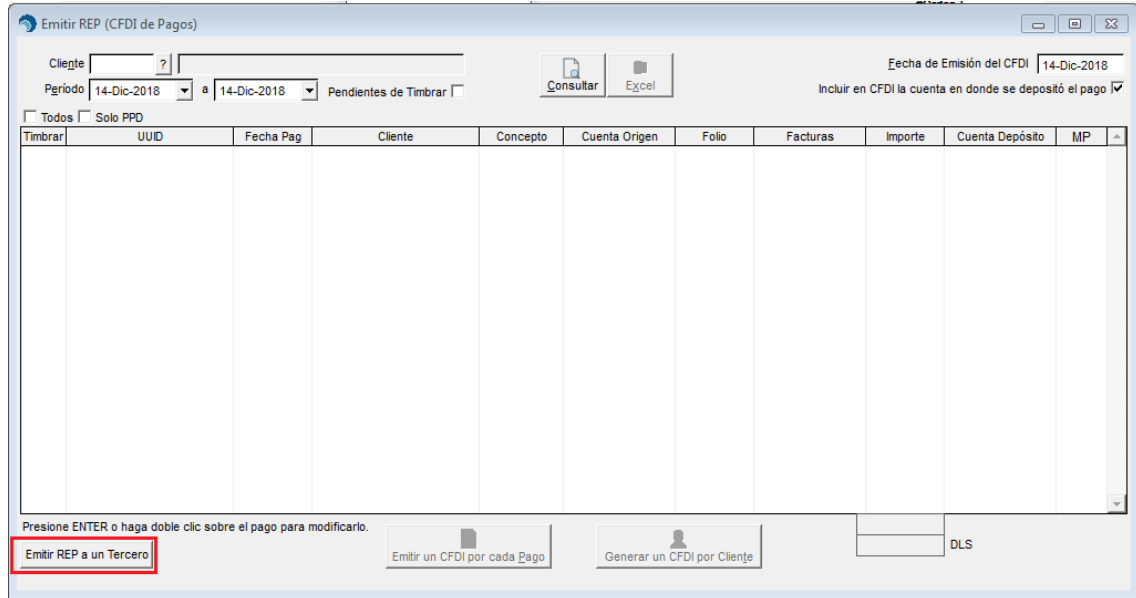 Emitir REP (CFDI de Pagos)
Cliente ?
Consultar Excel
Fecha de Emisión del CFDI 14-Dic-2018
Período 14-Dic-2018 a 14-Dic-2018 Pendientes de Timbrar
Incluir en CFDI la cuenta en donde se depositó el pago
Todos Solo PPD
Timbrar UUID Fecha Pag Cliente Concepto Cuenta Origen Folio Facturas Importe Cuenta Depósito MP
Presione ENTER o haga doble clic sobre el pago para modificarlo.
Emitir REP a un Tercero Emitir un CFDI por cada Pago Generar un CFDI por Cliente DLS